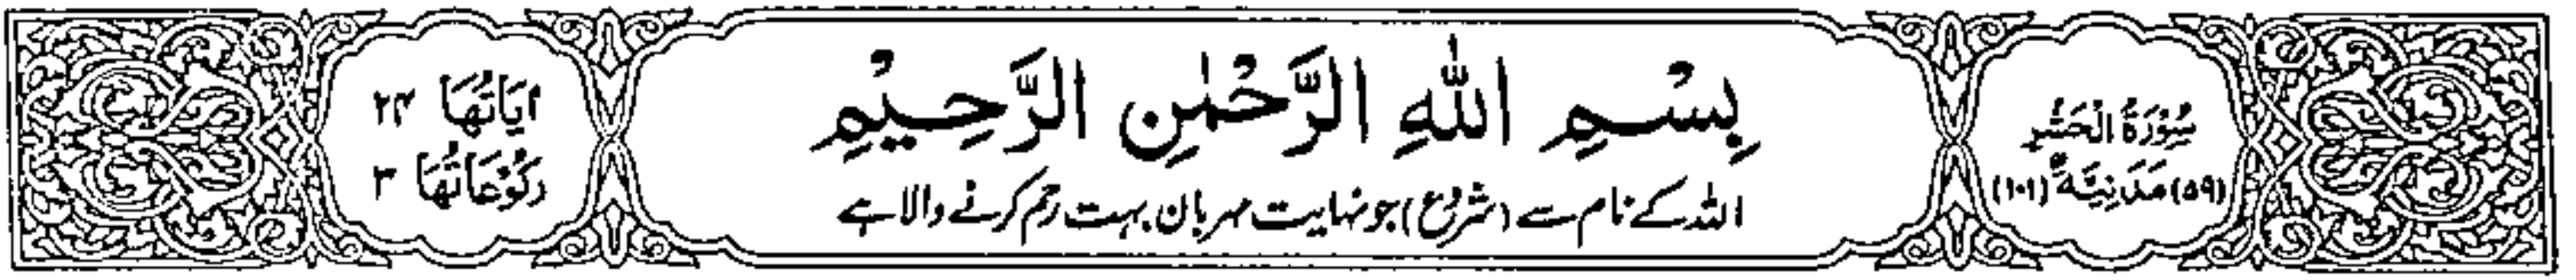 سُوْرَةُ الْحَشْرِ
(۵۹) مَدَنِيَّةٌ (۱۰۱)
بِسْمِ اللّٰهِ الرَّحْمٰنِ الرَّحِيْمِ
اللہ کے نام سے (شروع) جو نہایت مہربان بہت رحم کرنے والا ہے
اٰيَاتُهَا ۲۴
رُكُوْعَاتُهَا ۳